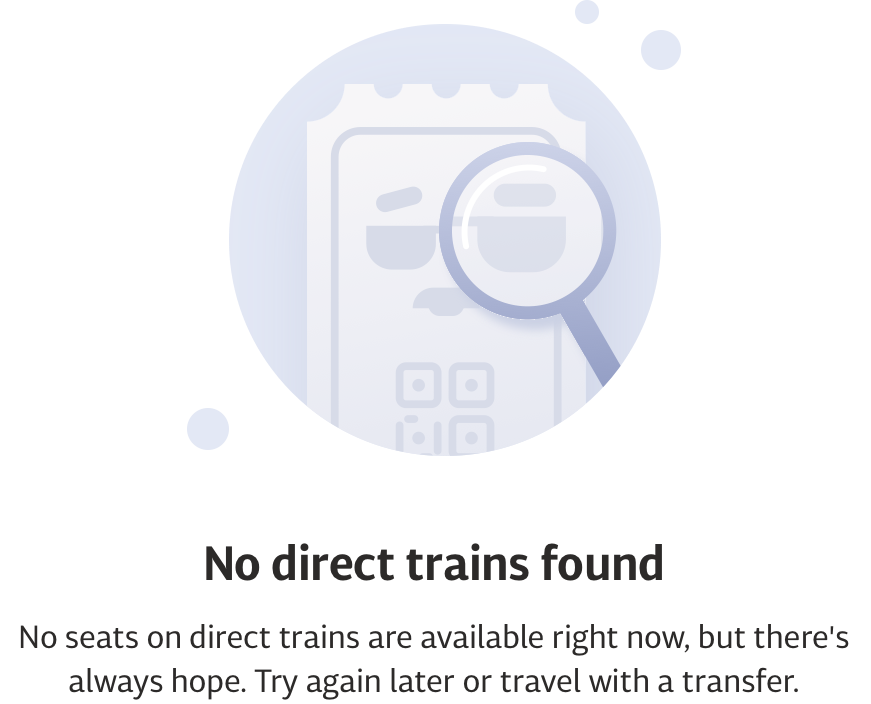 No direct trains found
No seats on direct trains are available right now, but there's
always hope. Try again later or travel with a transfer.